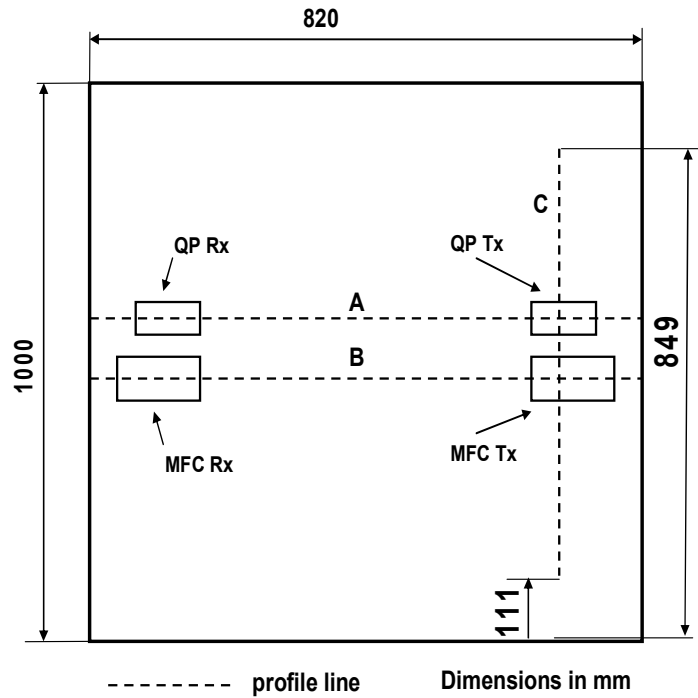 820
C
QP Rx
QP Tx
A
1000
849
B
MFC Rx
MFC Tx
111
profile line
Dimensions in mm